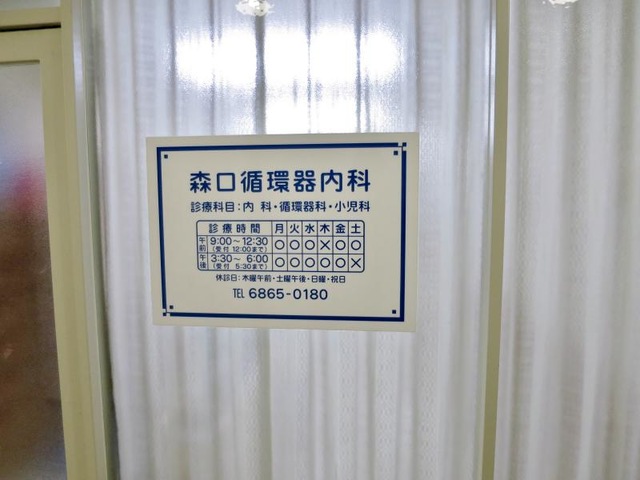 森口循環器内科
診療科目:内 科・循環器科・小児科
診療時間 月 火 水 木 金 土
午前 9:00〜12:30 (受付 12:00まで) ○ ○ ○ × ○ ○
午後 3:30〜 6:00 (受付 5:30まで) ○ ○ ○ ○ ○ ×
休診日:木曜午前・土曜午後・日曜・祝日
TEL 6865-0180